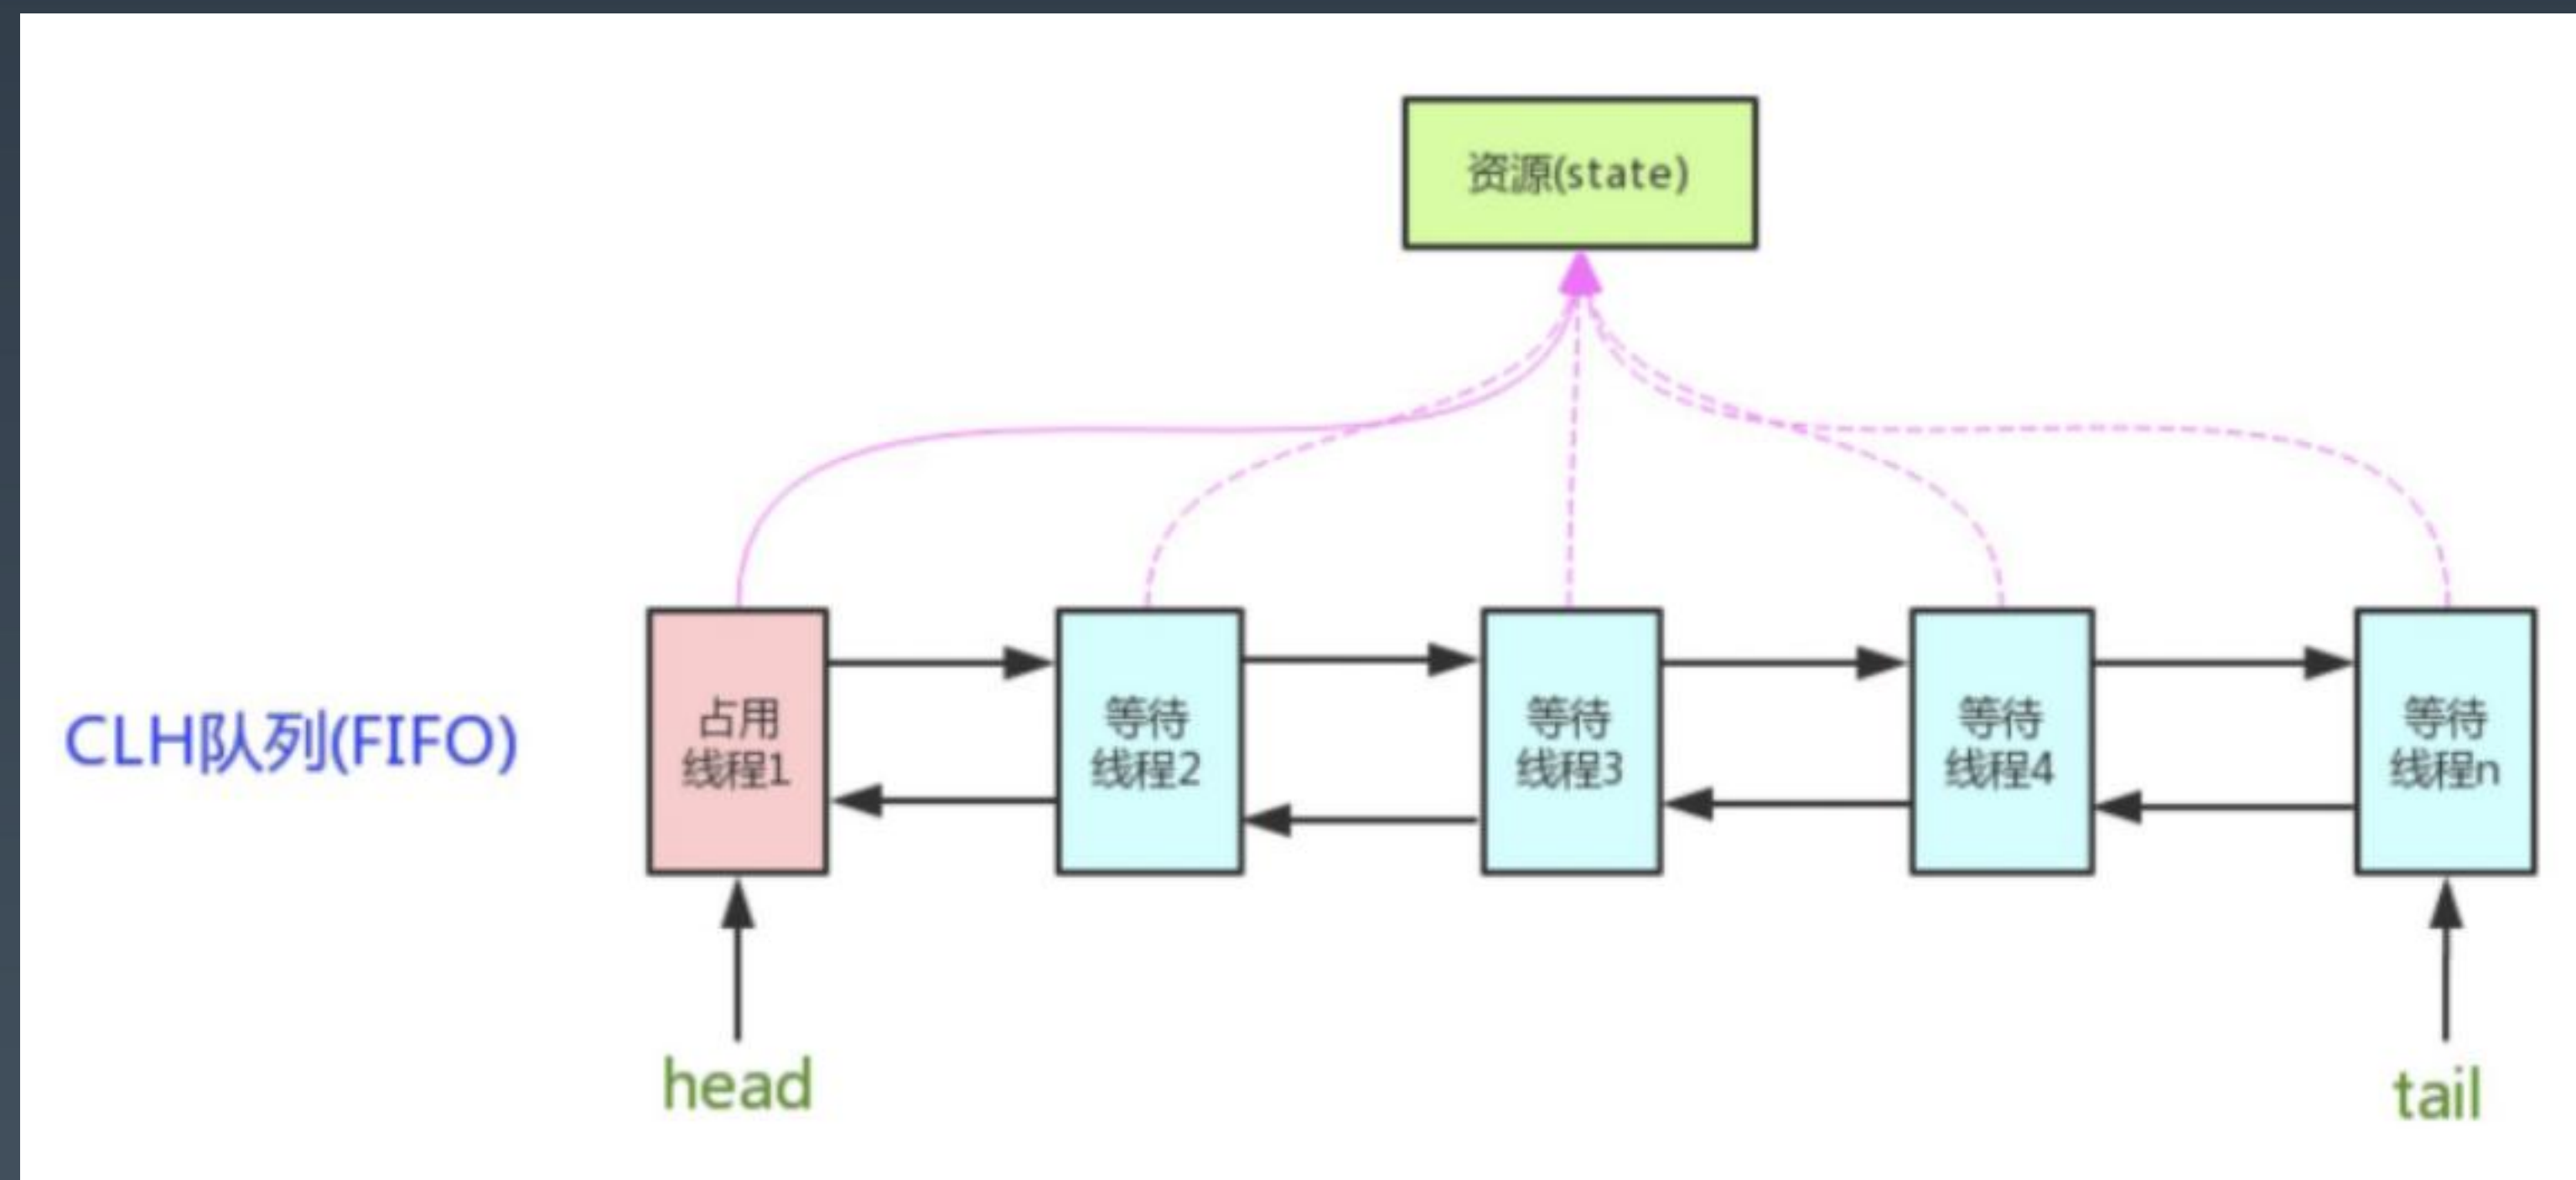 资源(state)
CLH队列(FIFO)
占用
线程1
等待
线程2
等待
线程3
等待
线程4
等待
线程n
head
tail